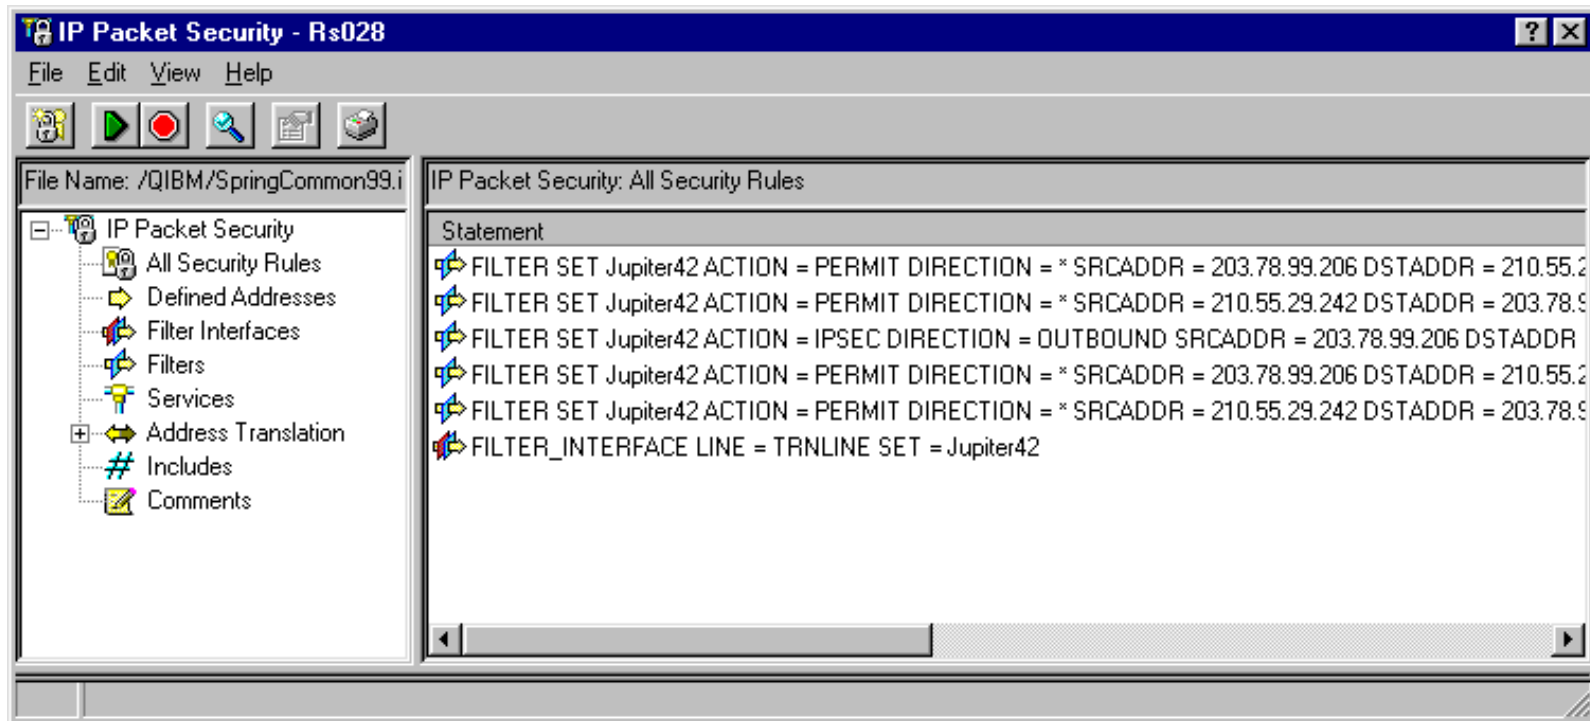 IP Packet Security - Rs028
File Edit View Help
File Name: /QIBM/SpringCommon99.i
IP Packet Security
All Security Rules
Defined Addresses
Filter Interfaces
Filters
Services
Address Translation
Includes
Comments
IP Packet Security: All Security Rules
Statement
FILTER SET Jupiter42 ACTION = PERMIT DIRECTION = * SRCADDR = 203.78.99.206 DSTADDR = 210.55.2
FILTER SET Jupiter42 ACTION = PERMIT DIRECTION = * SRCADDR = 210.55.29.242 DSTADDR = 203.78.9
FILTER SET Jupiter42 ACTION = IPSEC DIRECTION = OUTBOUND SRCADDR = 203.78.99.206 DSTADDR
FILTER SET Jupiter42 ACTION = PERMIT DIRECTION = * SRCADDR = 203.78.99.206 DSTADDR = 210.55.2
FILTER SET Jupiter42 ACTION = PERMIT DIRECTION = * SRCADDR = 210.55.29.242 DSTADDR = 203.78.9
FILTER_INTERFACE LINE = TRNLINE SET = Jupiter42